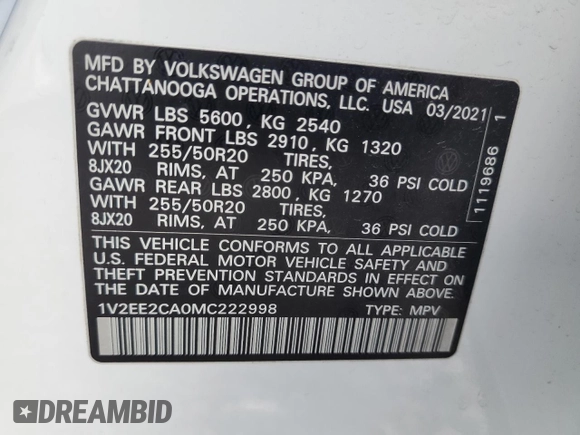 MFD BY VOLKSWAGEN GROUP OF AMERICA
CHATTANOOGA OPERATIONS, LLC. USA 03/2021
GVWR LBS 5600, KG 2540
GAWR FRONT LBS 2910, KG 1320
WITH 255/50R20 TIRES,
8JX20 RIMS, AT 250 KPA, 36 PSI COLD
GAWR REAR LBS 2800, KG 1270
WITH 255/50R20 TIRES,
8JX20 RIMS, AT 250 KPA, 36 PSI COLD
THIS VEHICLE CONFORMS TO ALL APPLICABLE
U.S. FEDERAL MOTOR VEHICLE SAFETY AND
THEFT PREVENTION STANDARDS IN EFFECT ON
THE DATE OF MANUFACTURE SHOWN ABOVE.
1V2EE2CA0MC222998 TYPE: MPV
1119686 1
DREAMBID